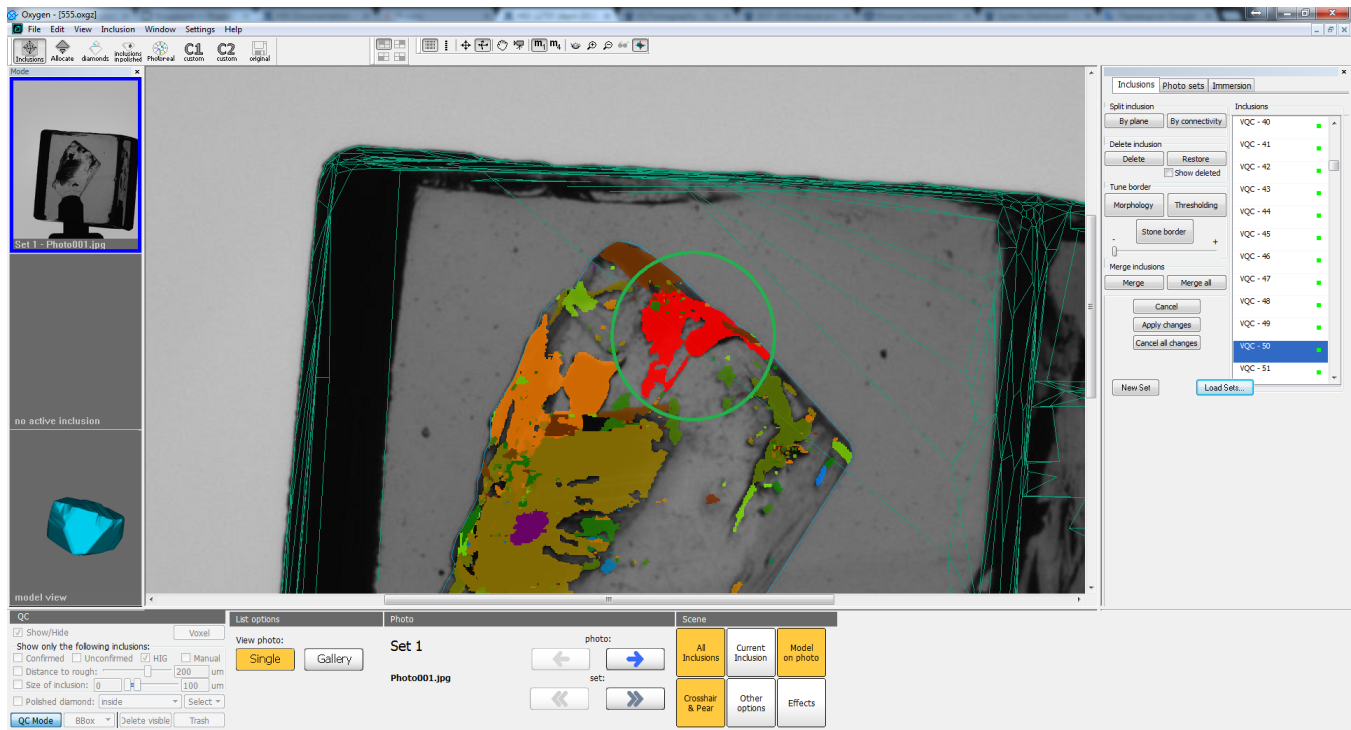 Oxygen - [555.oxgz]
File Edit View Inclusion Window Settings Help
Inclusions Allocate diamonds inclusions in polished Photoreal C1 custom C2 custom original
m1 m4
Mode
Set 1 - Photo001.jpg
no active inclusion
model view
Inclusions Photo sets Immersion
Split inclusion
By plane By connectivity
Delete inclusion
Delete Restore
Show deleted
Tune border
Morphology Thresholding
Stone border
- +
Merge inclusions
Merge Merge all
Cancel
Apply changes
Cancel all changes
New Set Load Sets...
Inclusions
VQC - 40
VQC - 41
VQC - 42
VQC - 43
VQC - 44
VQC - 45
VQC - 46
VQC - 47
VQC - 48
VQC - 49
VQC - 50
VQC - 51
QC
Show/Hide Voxel
Show only the following inclusions:
Confirmed Unconfirmed HIG Manual
Distance to rough: 200 um
Size of inclusion: 0 100 um
Polished diamond: inside Select
QC Mode BBox Delete visible Trash
List options
View photo:
Single Gallery
Photo
Set 1
Photo001.jpg
photo:
set:
Scene
All Inclusions
Current Inclusion
Model on photo
Crosshair & Pear
Other options
Effects